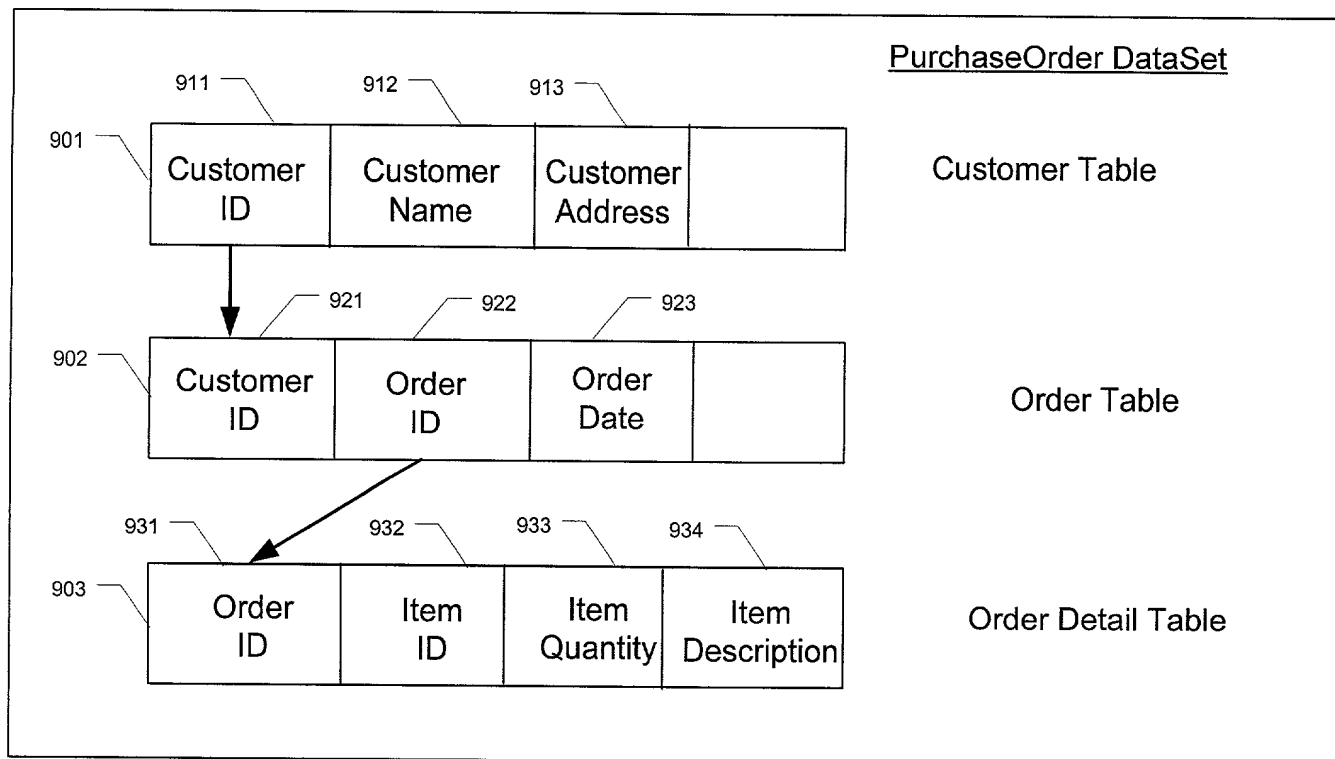 PurchaseOrder DataSet
911
912
913
901
Customer
ID
Customer
Name
Customer
Address
Customer Table
921
922
923
902
Customer
ID
Order
ID
Order
Date
Order Table
931
932
933
934
903
Order
ID
Item
ID
Item
Quantity
Item
Description
Order Detail Table